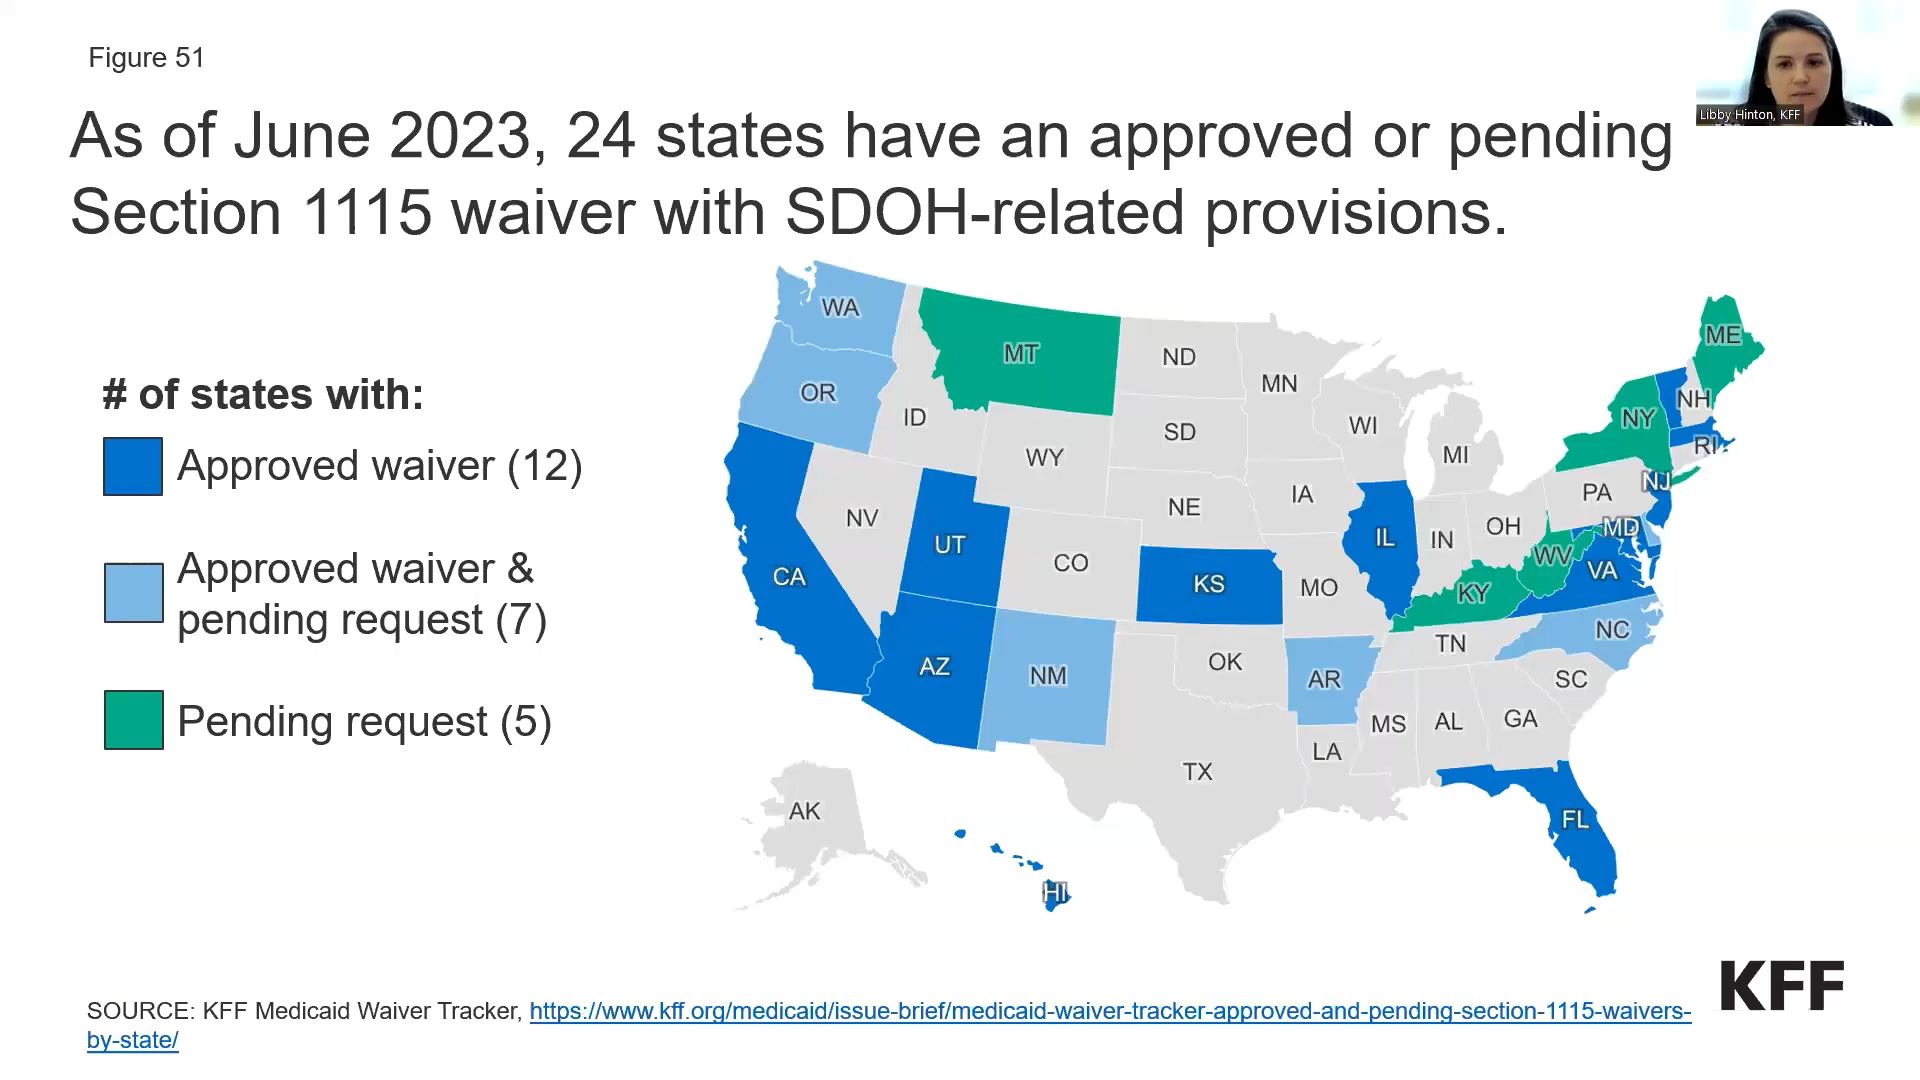 Figure 51
Libby Hinton, KFF
As of June 2023, 24 states have an approved or pending
Section 1115 waiver with SDOH-related provisions.
# of states with:
Approved waiver (12)
Approved waiver &
pending request (7)
Pending request (5)
WA
MT
ND
MN
ME
OR
ID
SD
WI
MI
NY
NH
RI
WY
NE
IA
PA
NJ
NV
UT
CO
KS
MO
IL
IN
OH
WV
MD
VA
CA
KY
AZ
NM
OK
AR
TN
NC
SC
MS
AL
GA
LA
TX
AK
FL
HI
KFF
SOURCE: KFF Medicaid Waiver Tracker, https://www.kff.org/medicaid/issue-brief/medicaid-waiver-tracker-approved-and-pending-section-1115-waivers-
by-state/